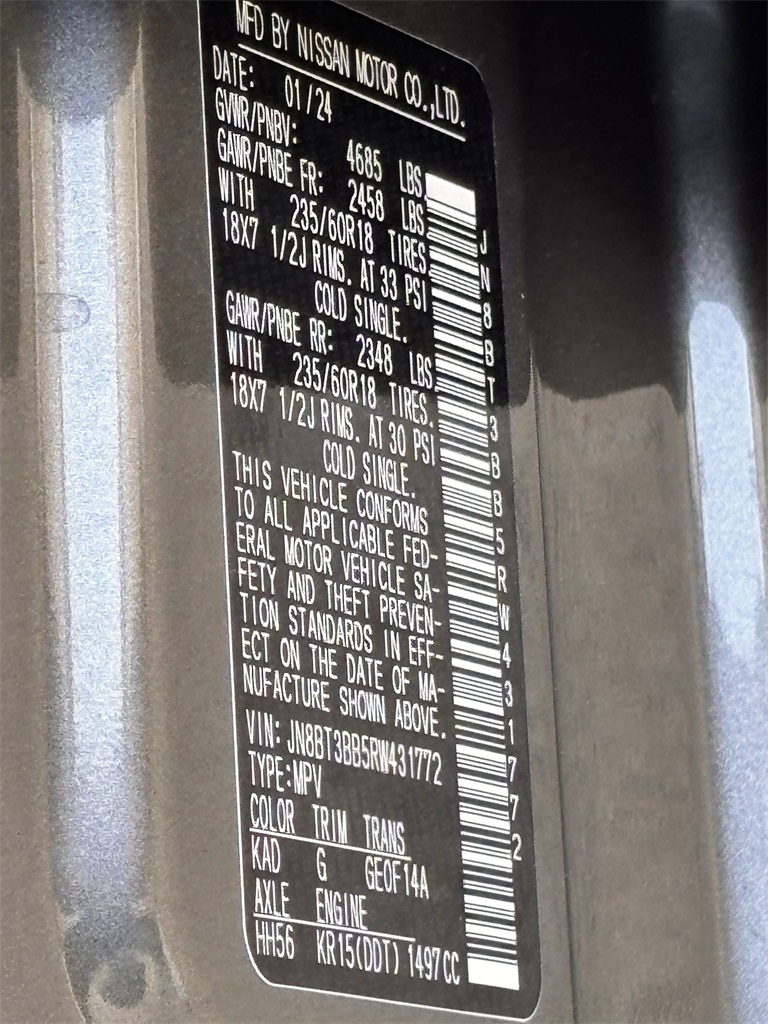 MFD BY NISSAN MOTOR CO.,LTD.
DATE: 01/24
GVWR/PNBV: 4685 LBS.
GAWR/PNBE FR: 2458 LBS
WITH 235/60R18 TIRES
18X7 1/2J RIMS. AT 33 PSI
COLD SINGLE.
GAWR/PNBE RR: 2348 LBS.
WITH 235/60R18 TIRES.
18X7 1/2J RIMS. AT 30 PSI
COLD SINGLE.
THIS VEHICLE CONFORMS
TO ALL APPLICABLE FED-
ERAL MOTOR VEHICLE SA-
FETY AND THEFT PREVEN-
TION STANDARDS IN EFF-
ECT ON THE DATE OF MA-
NUFACTURE SHOWN ABOVE.
VIN: JN8BT3BB5RW431772
TYPE:MPV
COLOR TRIM TRANS
KAD G GE0F14A
AXLE ENGINE
HH56 KR15(DDT) 1497CC
JN8BT3BB5RW431772